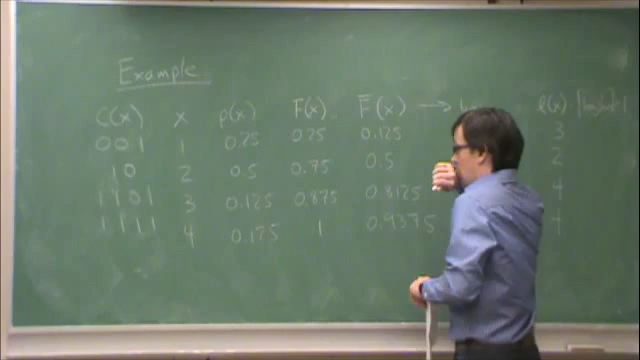 Example
C(x) x p(x) F(x) F̄(x) → ℓ(x)
001 1 0.25 0.25 0.125 3
10 2 0.5 0.75 0.5 2
1101 3 0.125 0.875 0.8125 4
1111 4 0.125 1 0.9375 4